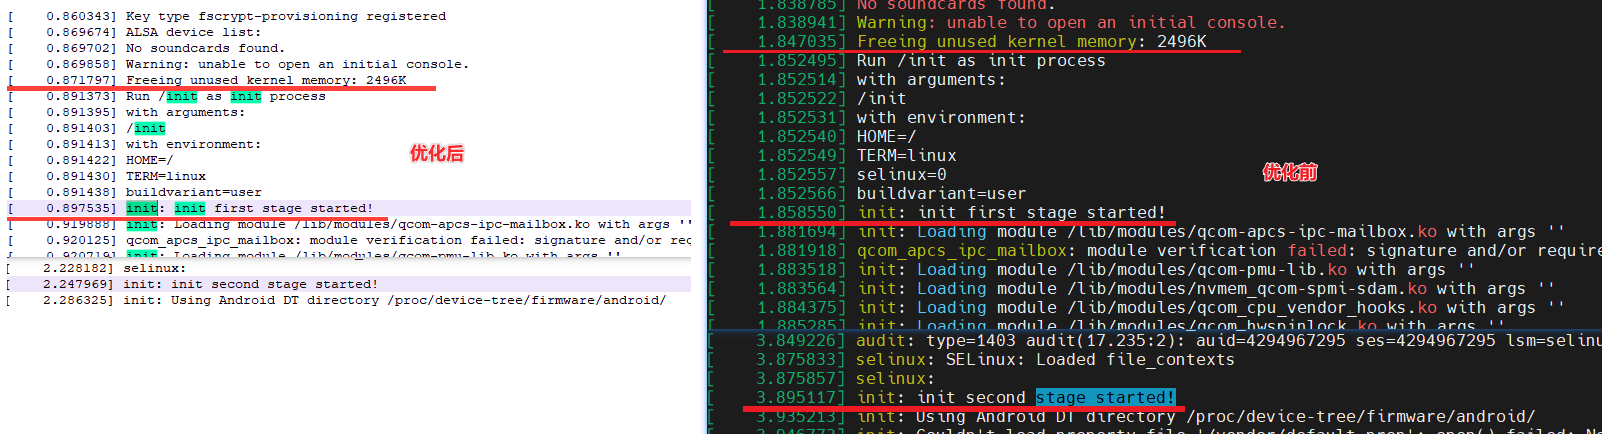 [    0.860343] Key type fscrypt-provisioning registered
[    0.869674] ALSA device list:
[    0.869702] No soundcards found.
[    0.869858] Warning: unable to open an initial console.
[    0.871797] Freeing unused kernel memory: 2496K
[    0.891373] Run /init as init process
[    0.891395] with arguments:
[    0.891403] /init
[    0.891413] with environment:
[    0.891422] HOME=/
[    0.891430] TERM=linux
[    0.891438] buildvariant=user
[    0.897535] init: init first stage started!
[    0.919888] init: Loading module /lib/modules/qcom-apcs-ipc-mailbox.ko with args ''
[    0.920125] qcom_apcs_ipc_mailbox: module verification failed: signature and/or req
[    0.920719] init: Loading module /lib/modules/qcom-pmu-lib.ko with args ''
[    2.228182] selinux:
[    2.247969] init: init second stage started!
[    2.286325] init: Using Android DT directory /proc/device-tree/firmware/android/
优化后
[    1.838785] No soundcards found.
[    1.838941] Warning: unable to open an initial console.
[    1.847035] Freeing unused kernel memory: 2496K
[    1.852495] Run /init as init process
[    1.852514] with arguments:
[    1.852522] /init
[    1.852531] with environment:
[    1.852540] HOME=/
[    1.852549] TERM=linux
[    1.852557] selinux=0
[    1.852566] buildvariant=user
[    1.858550] init: init first stage started!
[    1.881694] init: Loading module /lib/modules/qcom-apcs-ipc-mailbox.ko with args ''
[    1.881918] qcom_apcs_ipc_mailbox: module verification failed: signature and/or require
[    1.883518] init: Loading module /lib/modules/qcom-pmu-lib.ko with args ''
[    1.883568] init: Loading module /lib/modules/nvmem_qcom-spmi-sdam.ko with args ''
[    1.884375] init: Loading module /lib/modules/qcom_cpu_vendor_hooks.ko with args ''
[    1.885285] init: Loading module /lib/modules/qcom_hwspinlock.ko with args ''
[    3.849226] audit: type=1403 audit(17.235:2): auid=4294967295 ses=4294967295 lsm=selinu
[    3.875833] selinux: SELinux: Loaded file_contexts
[    3.875857] selinux:
[    3.895117] init: init second stage started!
[    3.935213] init: Using Android DT directory /proc/device-tree/firmware/android/
[    3.946773] init: Couldn't load property file '/vendor/default.prop': open() failed: No
优化前